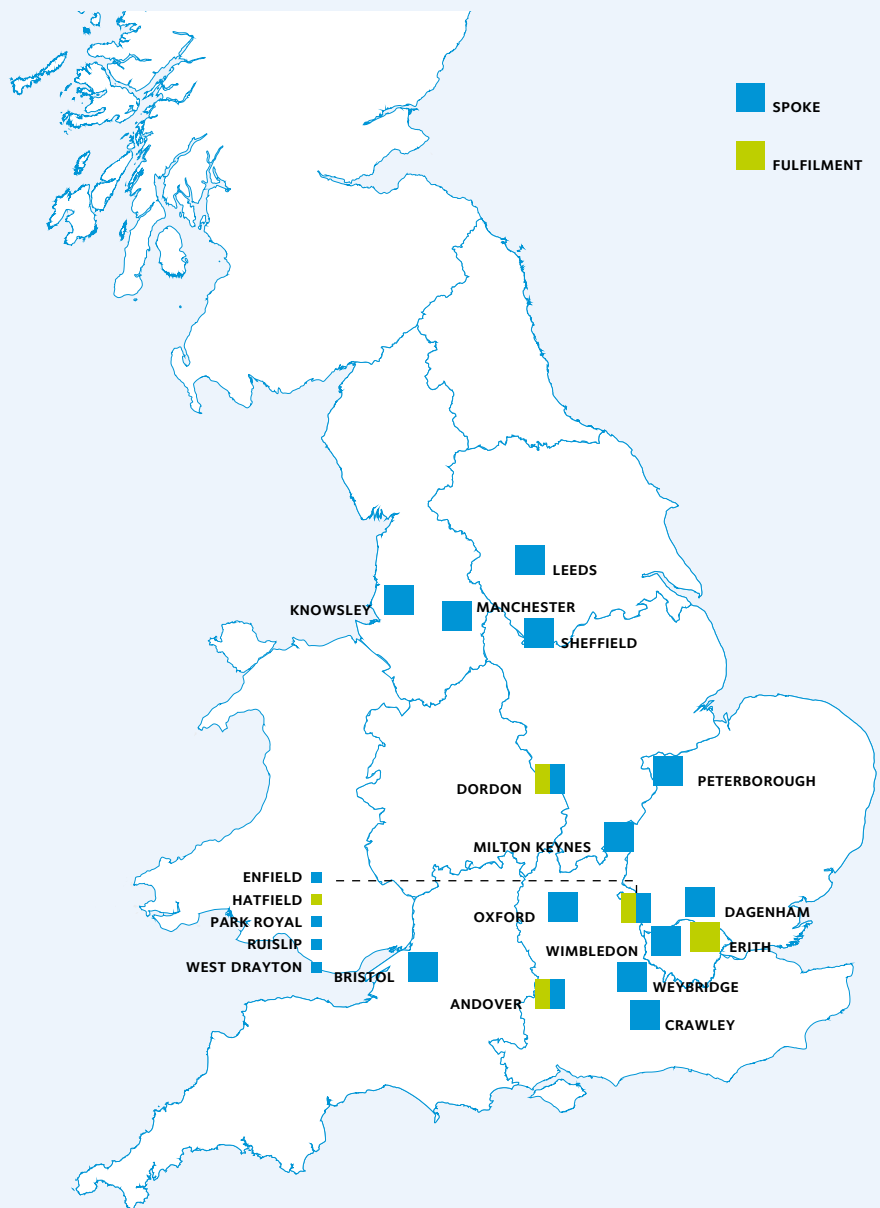 SPOKE
FULFILMENT
LEEDS
KNOWSLEY
MANCHESTER
SHEFFIELD
DORDON
PETERBOROUGH
MILTON KEYNES
ENFIELD
HATFIELD
PARK ROYAL
RUISLIP
WEST DRAYTON
OXFORD
DAGENHAM
WIMBLEDON
ERITH
BRISTOL
WEYBRIDGE
ANDOVER
CRAWLEY